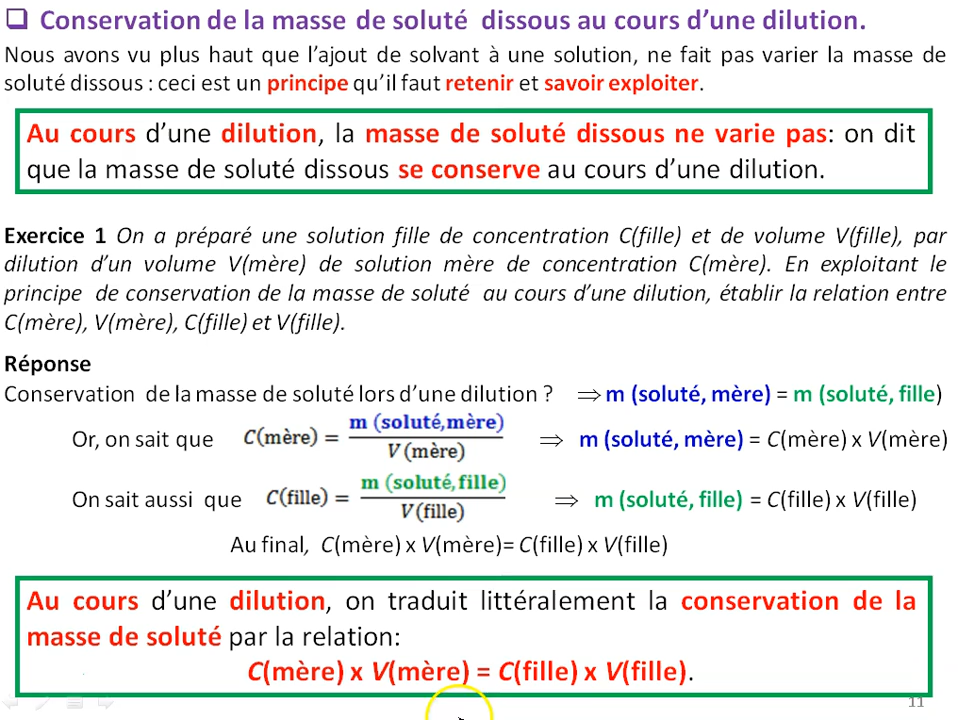 ❑ Conservation de la masse de soluté dissous au cours d’une dilution.
Nous avons vu plus haut que l’ajout de solvant à une solution, ne fait pas varier la masse de
soluté dissous : ceci est un principe qu’il faut retenir et savoir exploiter.
Au cours d’une dilution, la masse de soluté dissous ne varie pas: on dit
que la masse de soluté dissous se conserve au cours d’une dilution.
Exercice 1 On a préparé une solution fille de concentration C(fille) et de volume V(fille), par
dilution d’un volume V(mère) de solution mère de concentration C(mère). En exploitant le
principe de conservation de la masse de soluté au cours d’une dilution, établir la relation entre
C(mère), V(mère), C(fille) et V(fille).
Réponse
Conservation de la masse de soluté lors d’une dilution ? ⇒ m (soluté, mère) = m (soluté, fille)
Or, on sait que C(mère) = m (soluté,mère) / V(mère) ⇒ m (soluté, mère) = C(mère) x V(mère)
On sait aussi que C(fille) = m (soluté,fille) / V(fille) ⇒ m (soluté, fille) = C(fille) x V(fille)
Au final, C(mère) x V(mère)= C(fille) x V(fille)
Au cours d’une dilution, on traduit littéralement la conservation de la
masse de soluté par la relation:
C(mère) x V(mère) = C(fille) x V(fille).
11